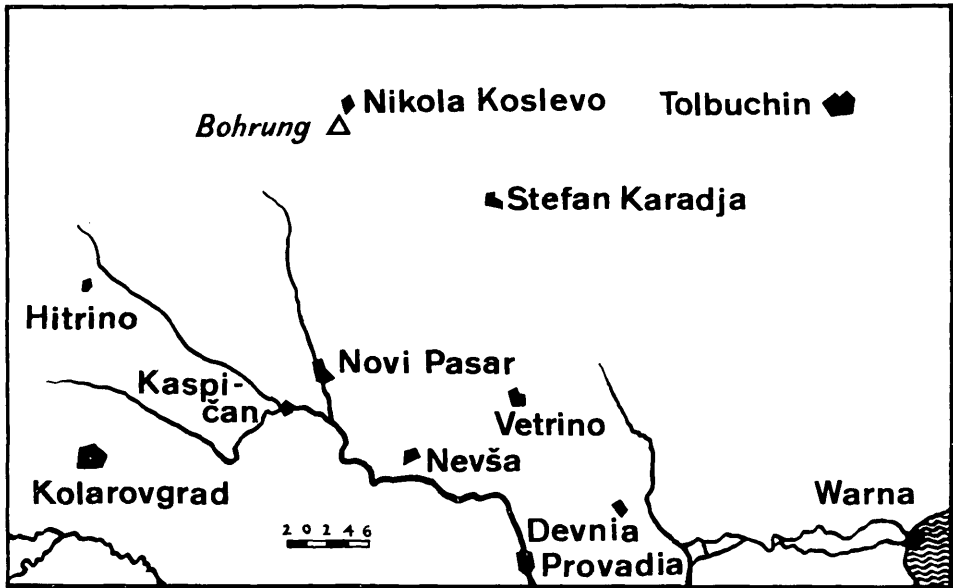 Nikola Koslevo
Tolbuchin
Bohrung
Stefan Karadja
Hitrino
Novi Pasar
Kaspi-
čan
Vetrino
Nevša
Kolarovgrad
Warna
2 0 2 4 6
Devnia
Provadia